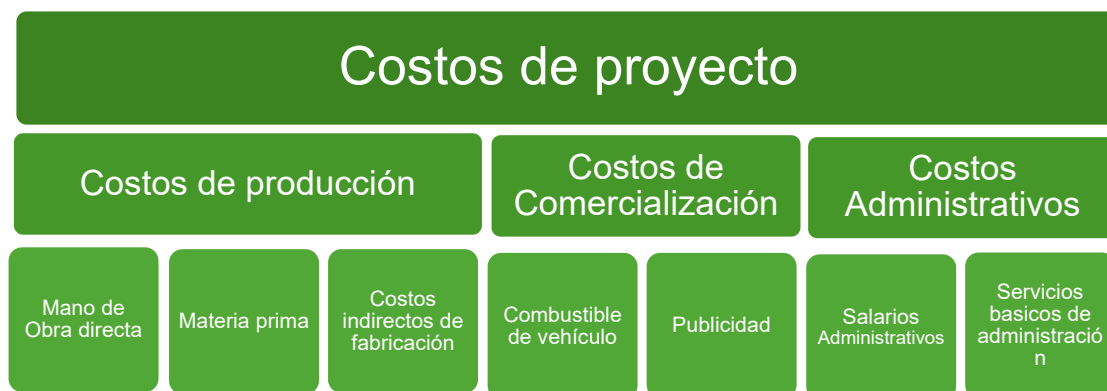 Costos de proyecto
Costos de producción
Costos de
Comercialización
Costos
Administrativos
Mano de
Obra directa
Materia prima
Costos
indirectos de
fabricación
Combustible
de vehículo
Publicidad
Salarios
Administrativos
Servicios
basicos de
administració
n